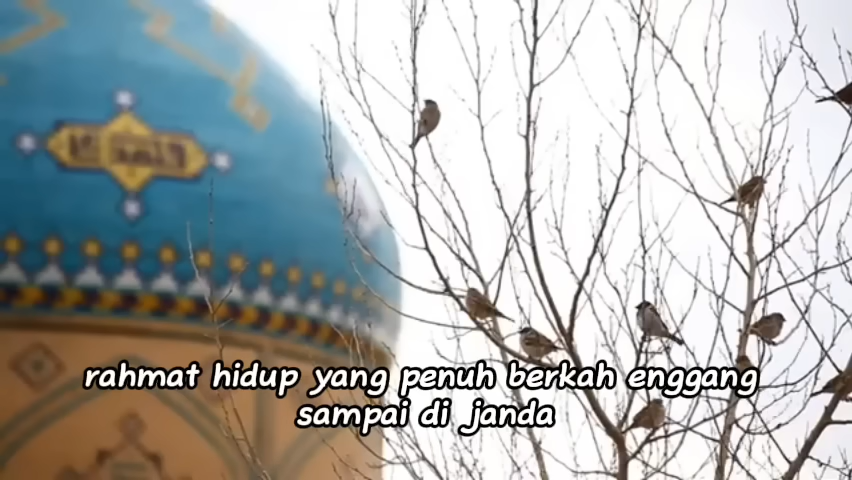 rahmat hidup yang penuh berkah enggang
sampai di janda